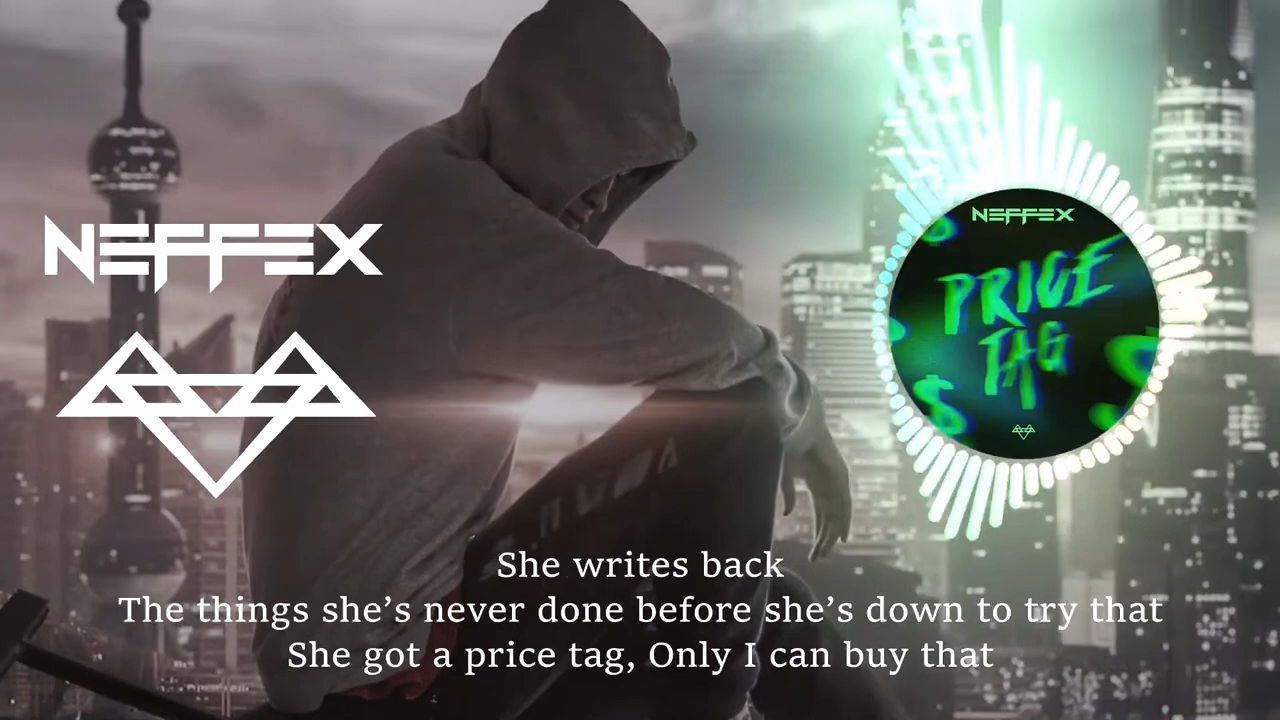 NEFFEX
NEFFEX
PRICE
TAG
She writes back
The things she's never done before she's down to try that
She got a price tag, Only I can buy that